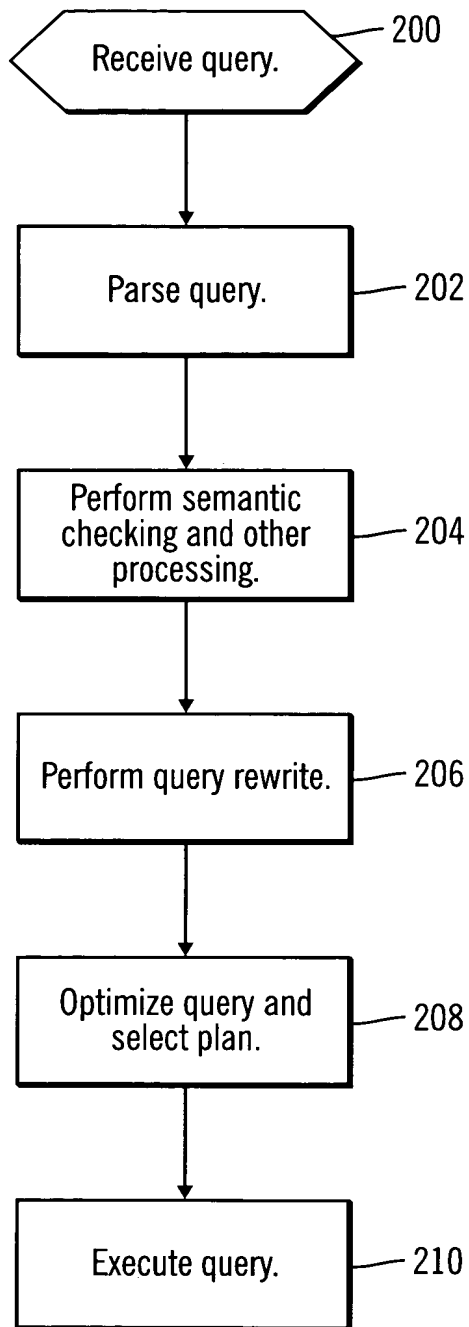 Receive query.
200
Parse query.
202
Perform semantic
checking and other
processing.
204
Perform query rewrite.
206
Optimize query and
select plan.
208
Execute query.
210